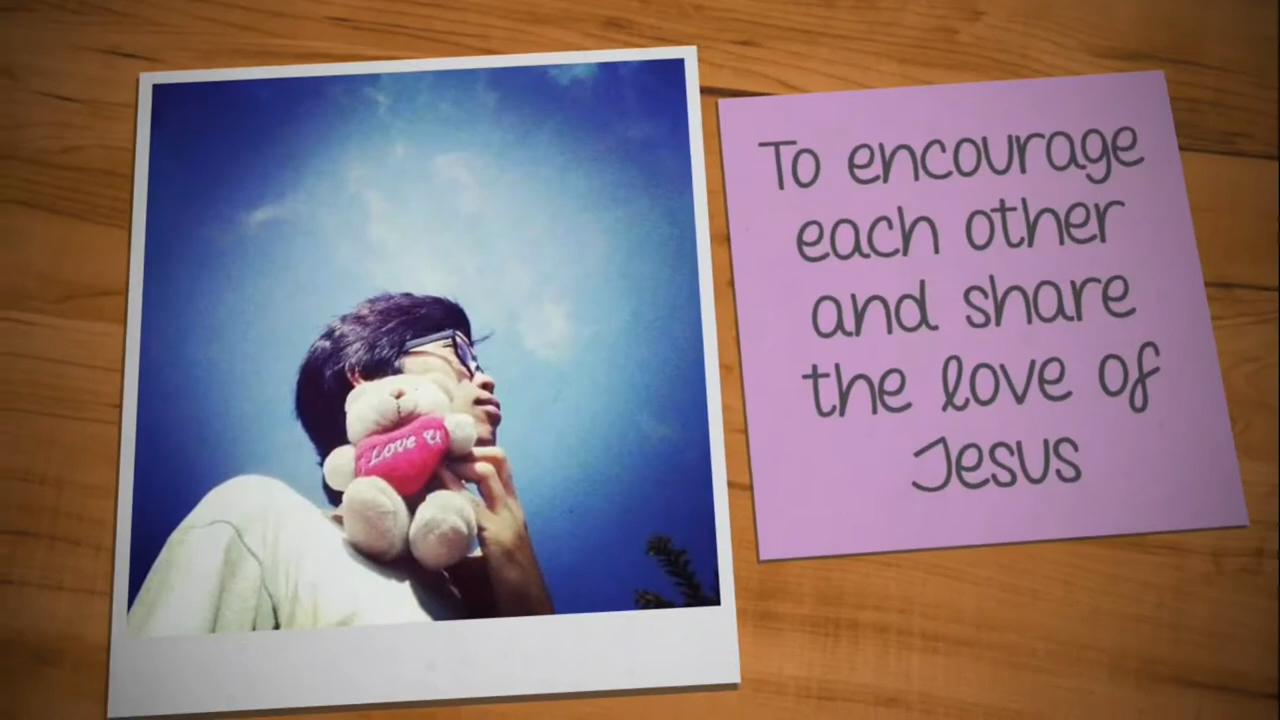 I Love U
To encourage
each other
and share
the love of
Jesus